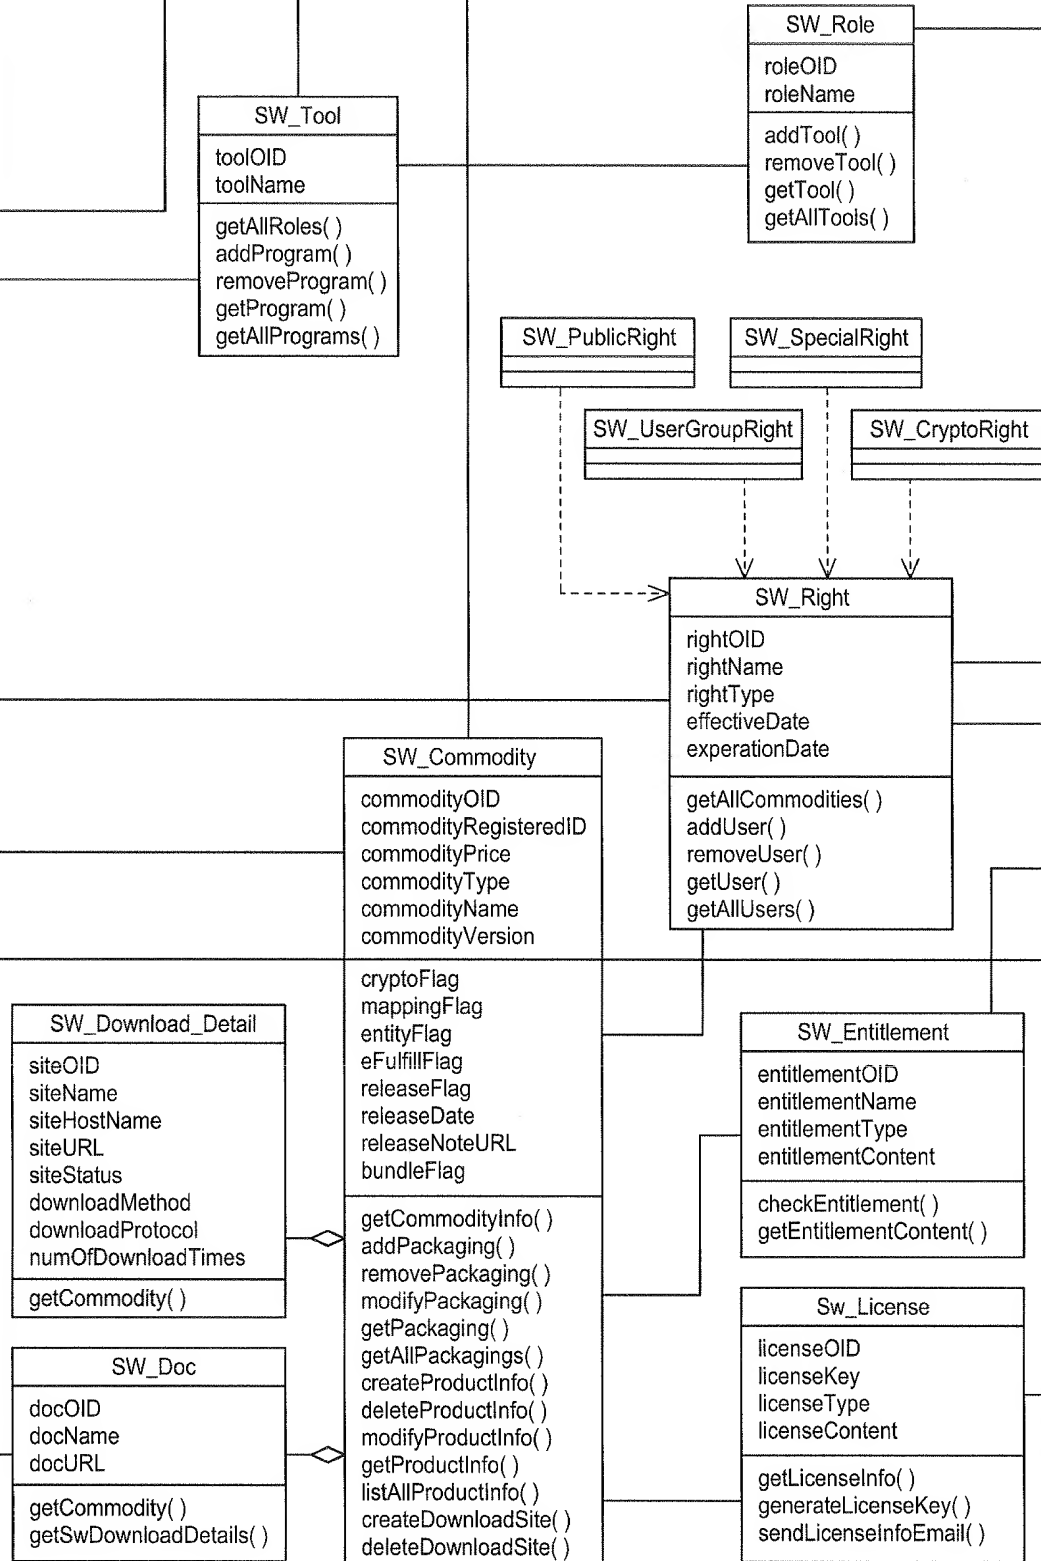 SW_Role
roleOID
roleName
addTool( )
removeTool( )
getTool( )
getAllTools( )
SW_Tool
toolOID
toolName
getAllRoles( )
addProgram( )
removeProgram( )
getProgram( )
getAllPrograms( )
SW_PublicRight
SW_SpecialRight
SW_UserGroupRight
SW_CryptoRight
SW_Right
rightOID
rightName
rightType
effectiveDate
experationDate
getAllCommodities( )
addUser( )
removeUser( )
getUser( )
getAllUsers( )
SW_Commodity
commodityOID
commodityRegisteredID
commodityPrice
commodityType
commodityName
commodityVersion
cryptoFlag
mappingFlag
entityFlag
eFulfillFlag
releaseFlag
releaseDate
releaseNoteURL
bundleFlag
getCommodityInfo( )
addPackaging( )
removePackaging( )
modifyPackaging( )
getPackaging( )
getAllPackagings( )
createProductInfo( )
deleteProductInfo( )
modifyProductInfo( )
getProductInfo( )
listAllProductInfo( )
createDownloadSite( )
deleteDownloadSite( )
SW_Download_Detail
siteOID
siteName
siteHostName
siteURL
siteStatus
downloadMethod
downloadProtocol
numOfDownloadTimes
getCommodity( )
SW_Doc
docOID
docName
docURL
getCommodity( )
getSwDownloadDetails( )
SW_Entitlement
entitlementOID
entitlementName
entitlementType
entitlementContent
checkEntitlement( )
getEntitlementContent( )
Sw_License
licenseOID
licenseKey
licenseType
licenseContent
getLicenseInfo( )
generateLicenseKey( )
sendLicenseInfoEmail( )